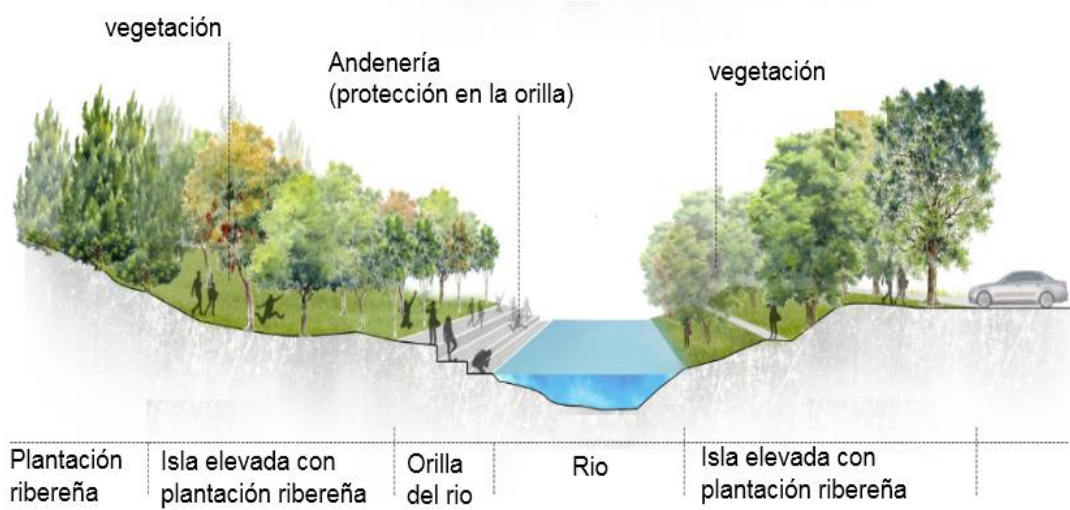 vegetación
Andenería
(protección en la orilla)
vegetación
Plantación
ribereña
Isla elevada con
plantación ribereña
Orilla
del rio
Rio
Isla elevada con
plantación ribereña